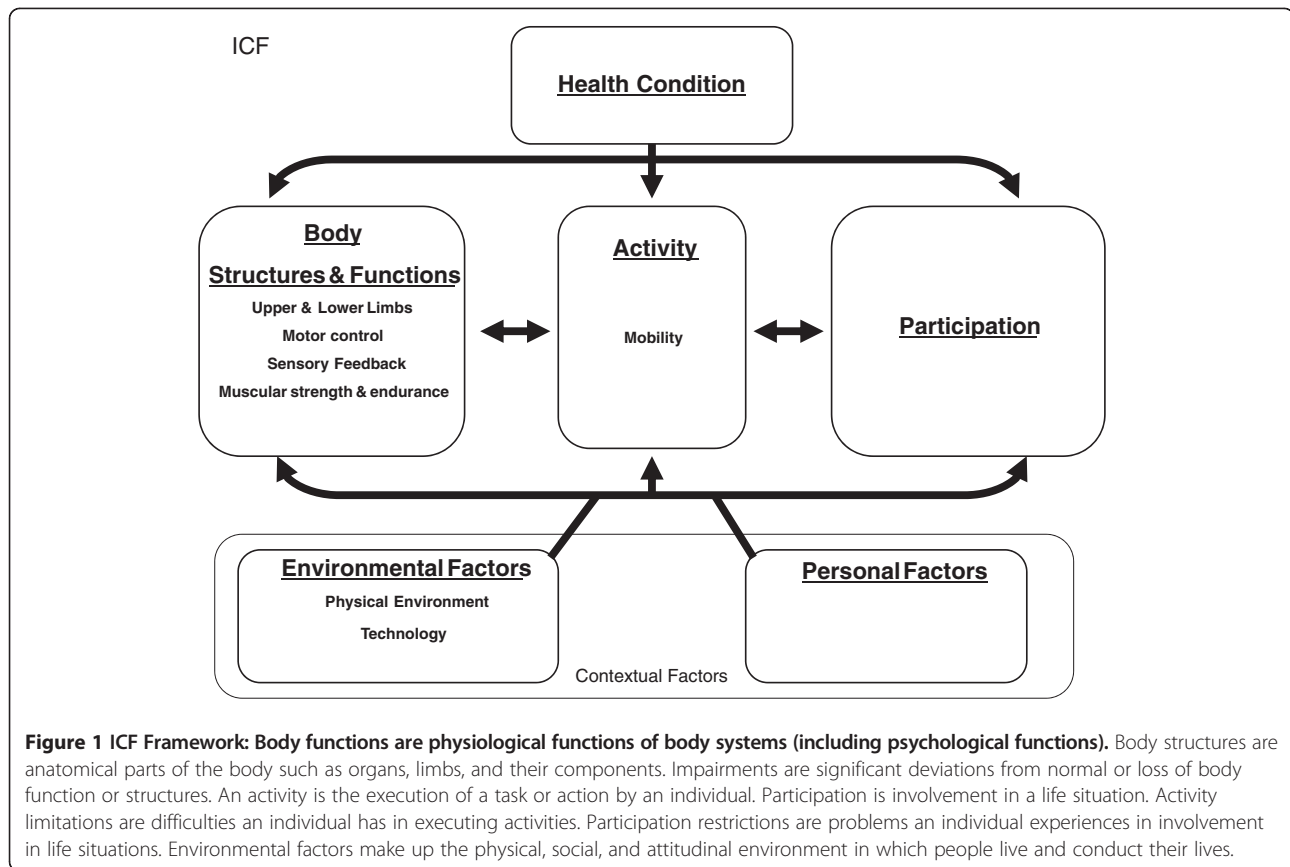 ICF
Health Condition
Body
Structures & Functions
Upper & Lower Limbs
Motor control
Sensory Feedback
Muscular strength & endurance
Activity
Mobility
Participation
Environmental Factors
Physical Environment
Technology
Personal Factors
Contextual Factors
Figure 1 ICF Framework: Body functions are physiological functions of body systems (including psychological functions). Body structures are
anatomical parts of the body such as organs, limbs, and their components. Impairments are significant deviations from normal or loss of body
function or structures. An activity is the execution of a task or action by an individual. Participation is involvement in a life situation. Activity
limitations are difficulties an individual has in executing activities. Participation restrictions are problems an individual experiences in involvement
in life situations. Environmental factors make up the physical, social, and attitudinal environment in which people live and conduct their lives.